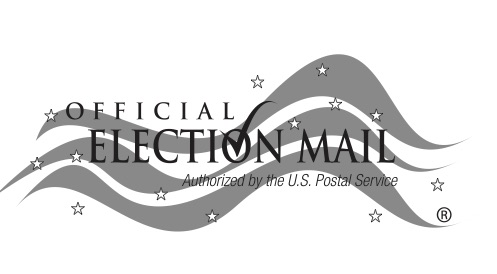 OFFICIAL
ELECTION MAIL
Authorized by the U.S. Postal Service
®